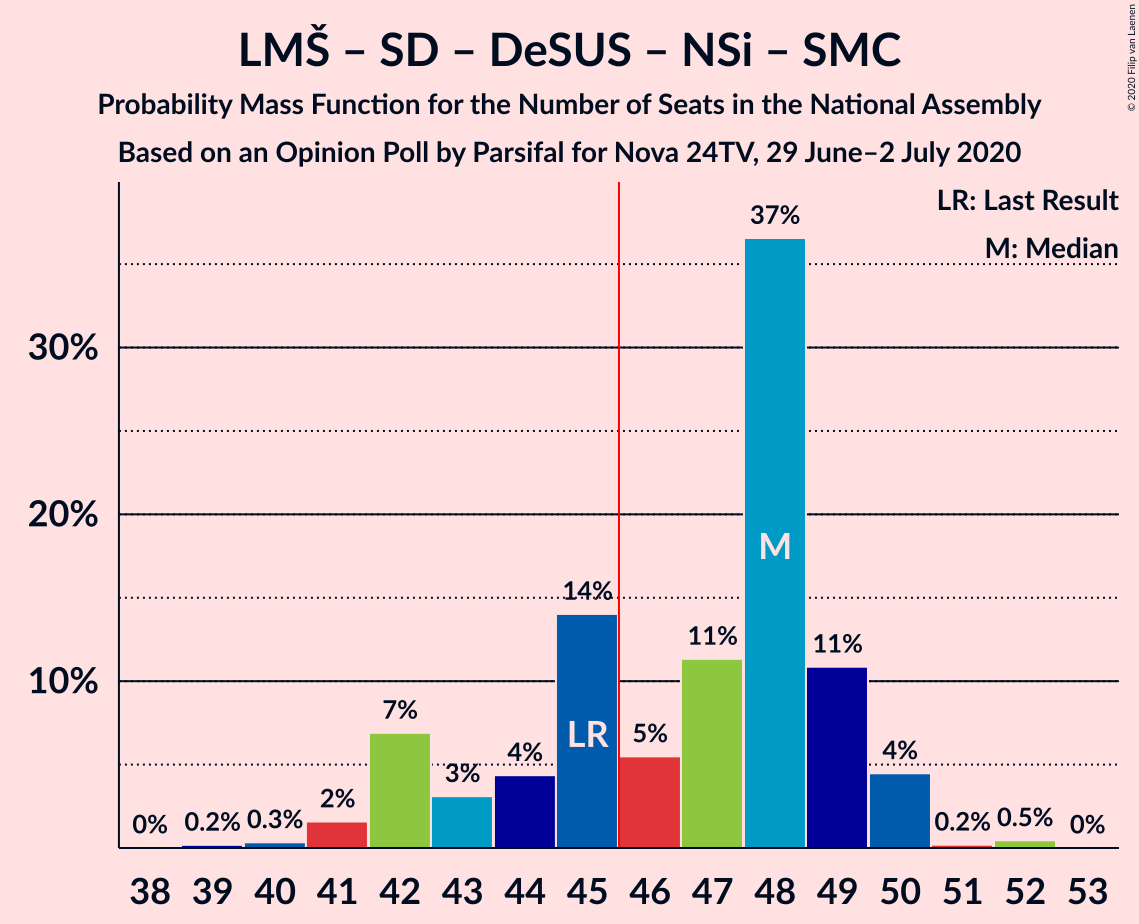 LMŠ – SD – DeSUS – NSi – SMC
Probability Mass Function for the Number of Seats in the National Assembly
Based on an Opinion Poll by Parsifal for Nova 24TV, 29 June–2 July 2020
© 2020 Filip van Laenen
LR: Last Result
M: Median
30%
20%
10%
0% 0.2% 0.3% 2% 7% 3% 4% 14% 5% 11% 37% 11% 4% 0.2% 0.5% 0%
LR
M
38 39 40 41 42 43 44 45 46 47 48 49 50 51 52 53